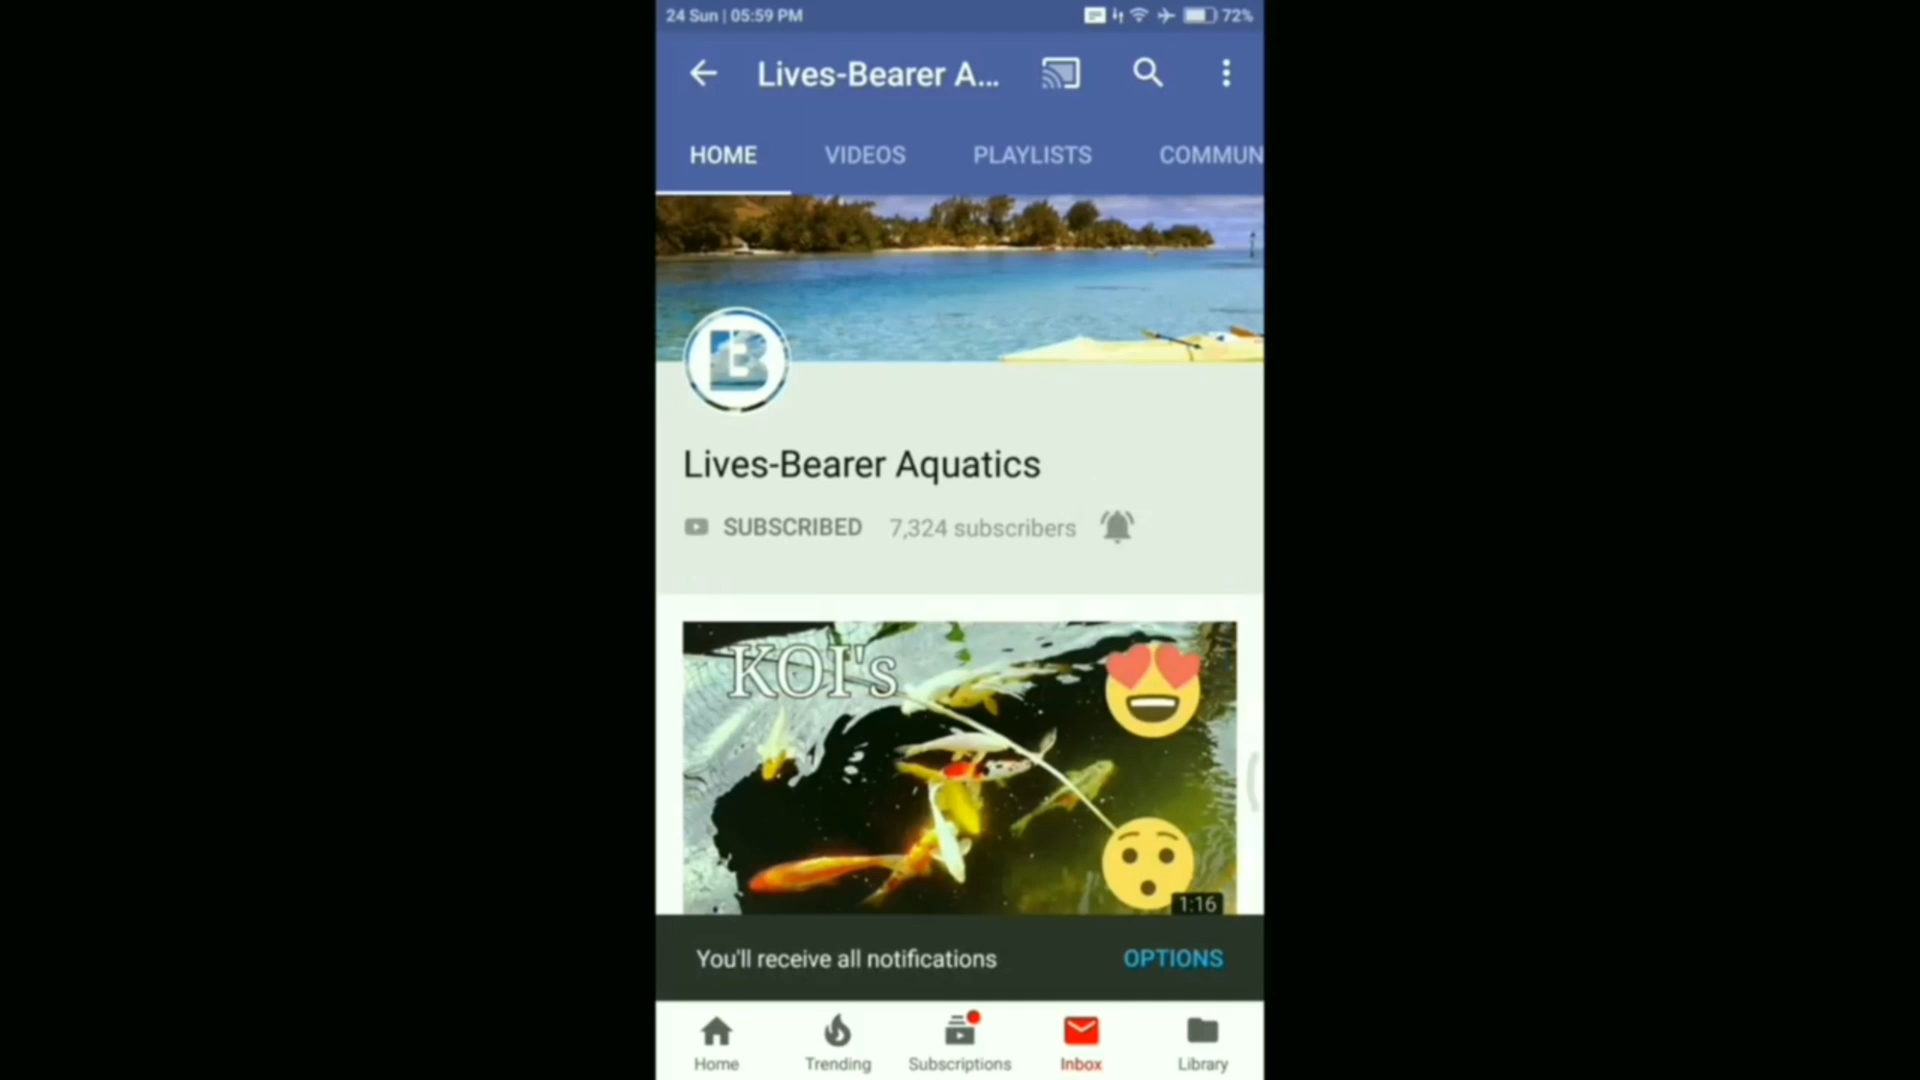 24 Sun | 05:59 PM 72%
Lives-Bearer A...
HOME VIDEOS PLAYLISTS COMMUN
Lives-Bearer Aquatics
SUBSCRIBED 7,324 subscribers
KOI's
1:16
You'll receive all notifications OPTIONS
Home Trending Subscriptions Inbox Library